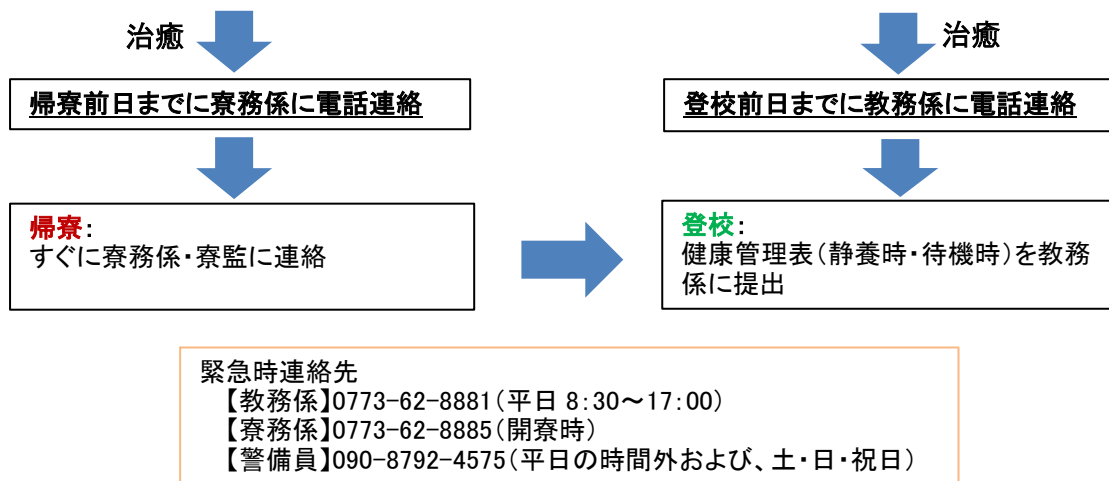 治癒
治癒
帰寮前日までに寮務係に電話連絡
登校前日までに教務係に電話連絡
帰寮：
すぐに寮務係・寮監に連絡
登校：
健康管理表（静養時・待機時）を教務
係に提出
緊急時連絡先
【教務係】0773-62-8881（平日 8:30～17:00）
【寮務係】0773-62-8885（開寮時）
【警備員】090-8792-4575（平日の時間外および、土・日・祝日）